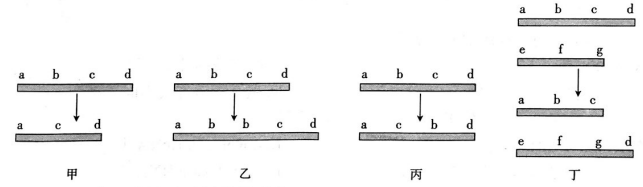 a b c d
e f g
a b c d
a b c d
a b c d
a c d
a b b c d
a c b d
a b c
e f g d
甲
乙
丙
丁